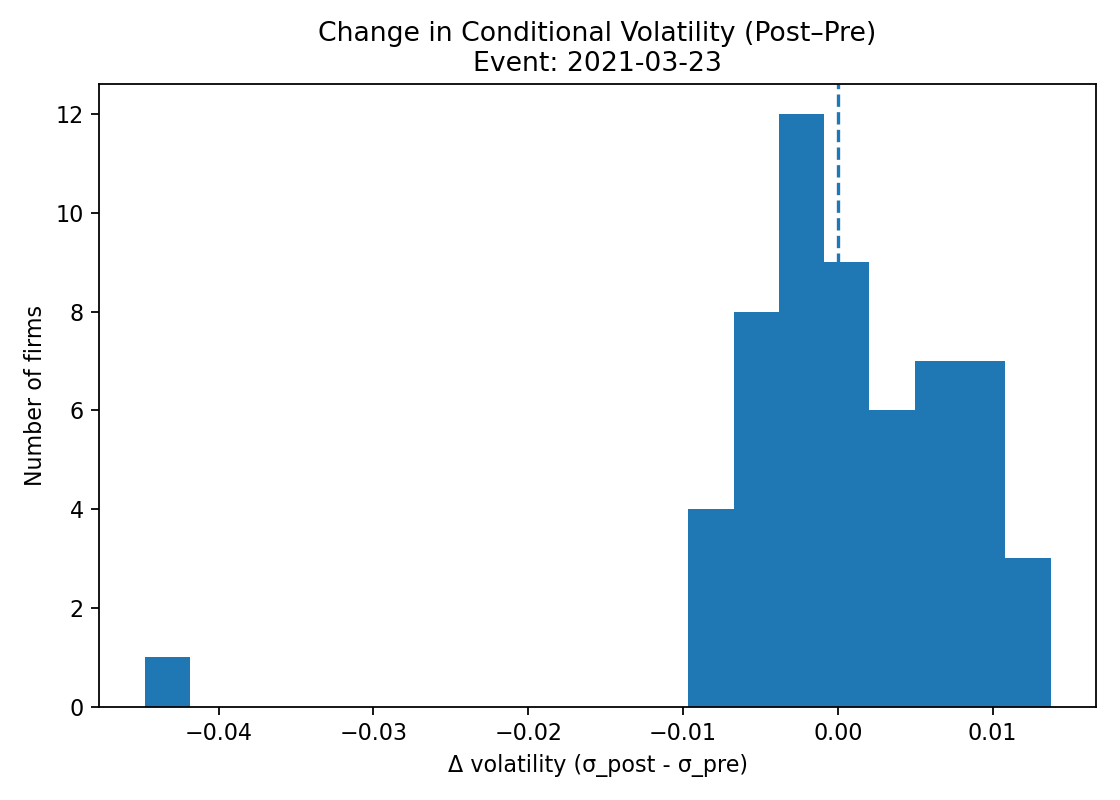 Change in Conditional Volatility (Post–Pre)
Event: 2021-03-23
Number of firms
12
10
8
6
4
2
0
−0.04 −0.03 −0.02 −0.01 0.00 0.01
Δ volatility (σ_post - σ_pre)